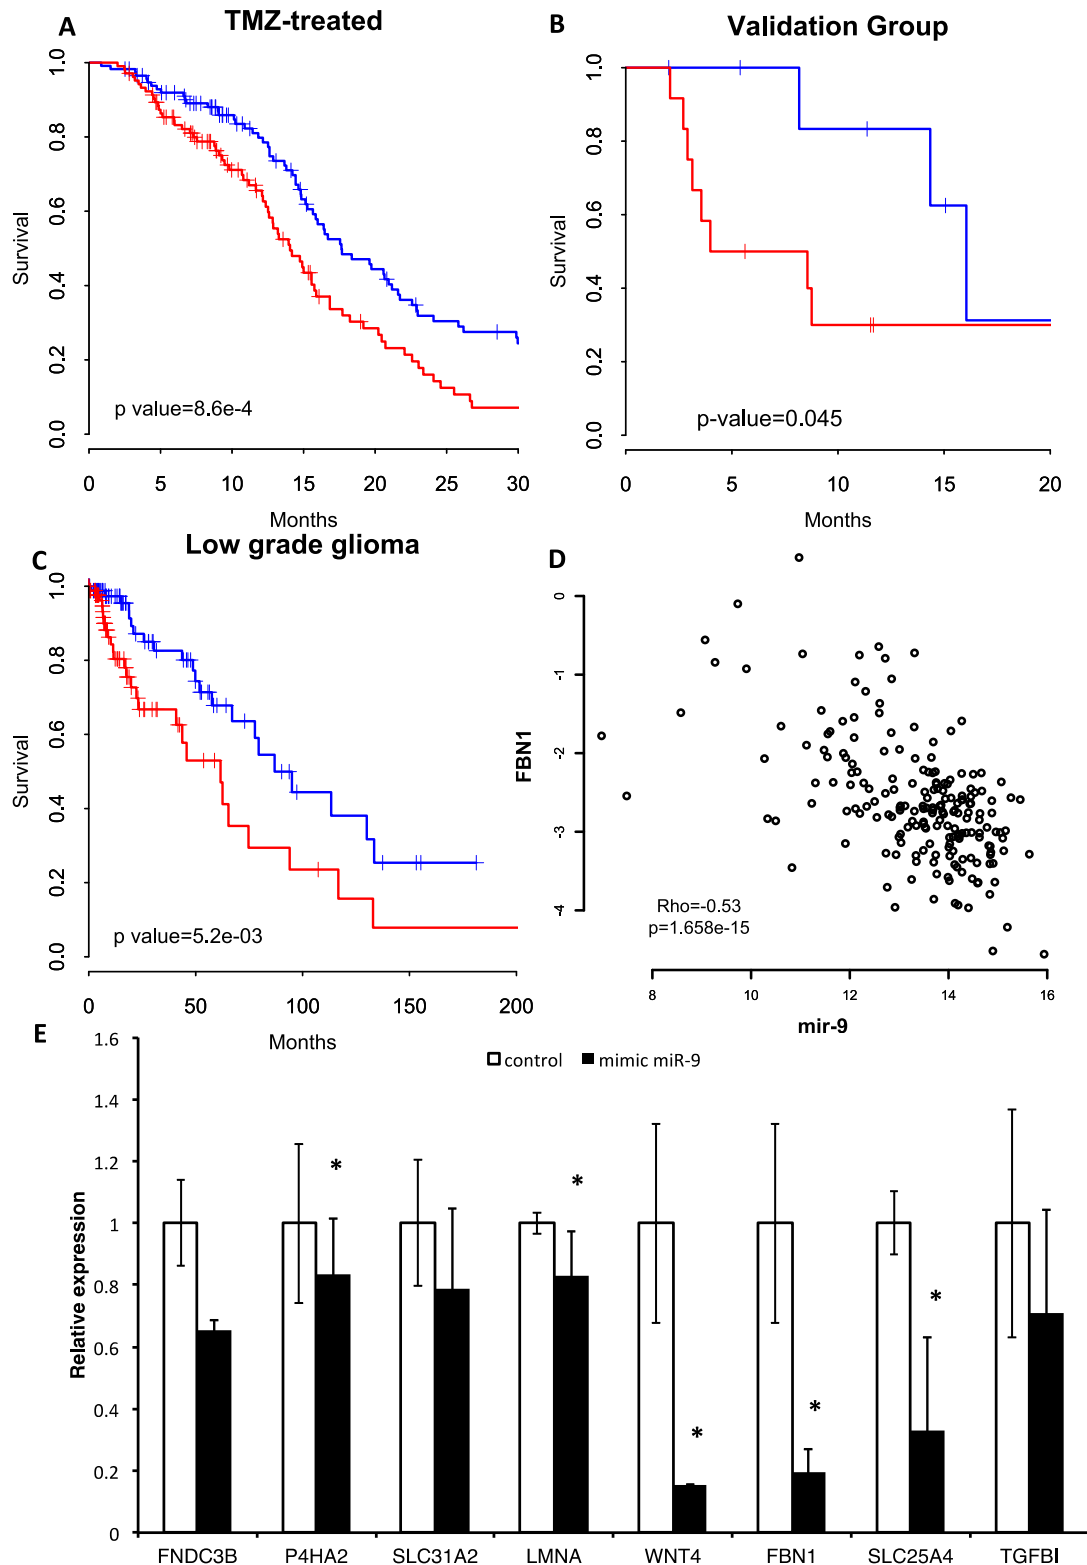 A
TMZ-treated
1.0
0.8
0.6
0.4
0.2
0.0
Survival
p value=8.6e-4
0 5 10 15 20 25 30
Months
B
Validation Group
1.0
0.8
0.6
0.4
0.2
0.0
Survival
p-value=0.045
0 5 10 15 20
Months
C
Low grade glioma
1.0
0.8
0.6
0.4
0.2
0.0
Survival
p value=5.2e-03
0 50 100 150 200
Months
D
0
-1
-2
-3
-4
FBN1
Rho=-0.53
p=1.658e-15
8 10 12 14 16
mir-9
E
control mimic miR-9
1.6
1.4
1.2
1
0.8
0.6
0.4
0.2
0
Relative expression
* * * * *
FNDC3B P4HA2 SLC31A2 LMNA WNT4 FBN1 SLC25A4 TGFBI